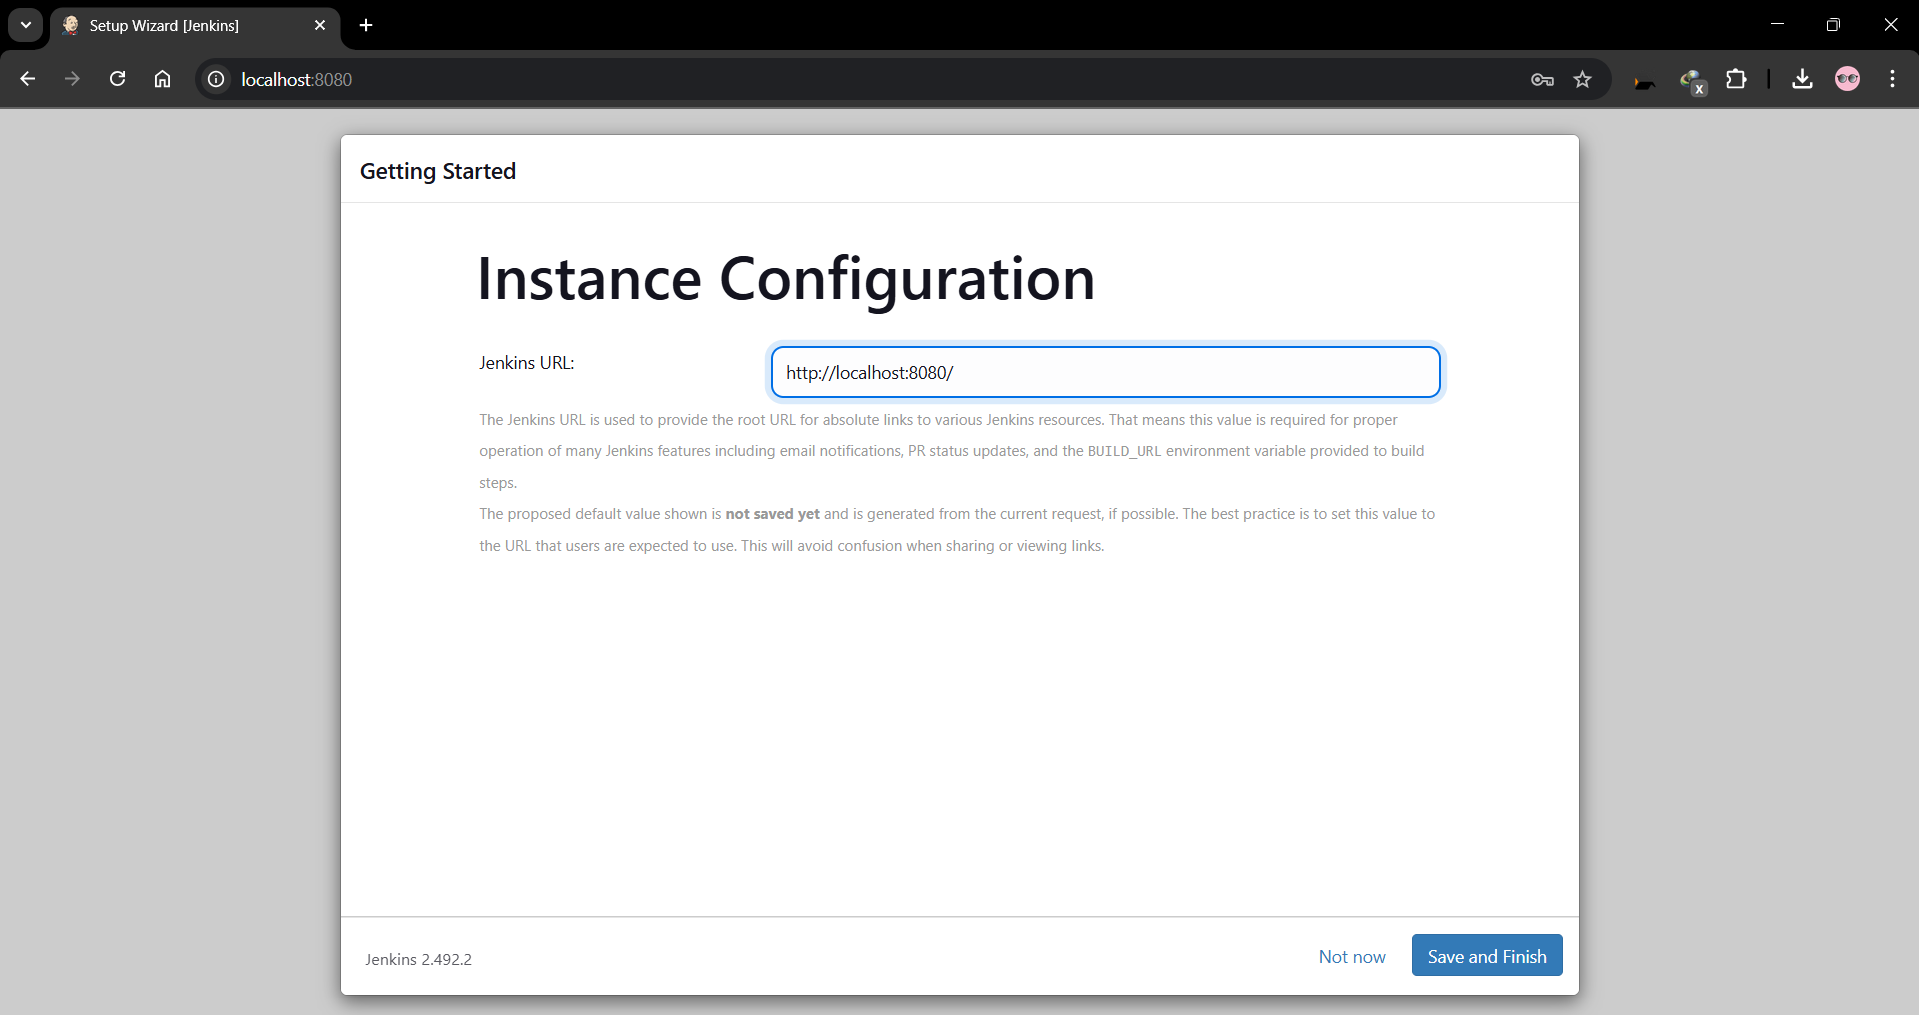 Setup Wizard [Jenkins]
localhost:8080
x
Getting Started
Instance Configuration
Jenkins URL:
http://localhost:8080/
The Jenkins URL is used to provide the root URL for absolute links to various Jenkins resources. That means this value is required for proper
operation of many Jenkins features including email notifications, PR status updates, and the BUILD_URL environment variable provided to build
steps.
The proposed default value shown is not saved yet and is generated from the current request, if possible. The best practice is to set this value to
the URL that users are expected to use. This will avoid confusion when sharing or viewing links.
Jenkins 2.492.2
Not now
Save and Finish